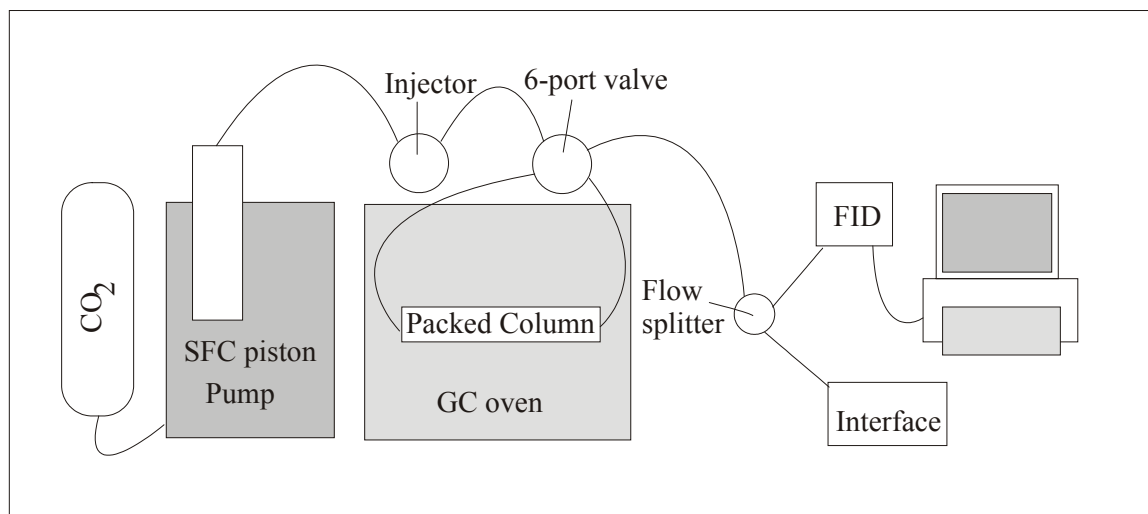 Injector
6-port valve
CO2
SFC piston
Pump
Packed Column
GC oven
Flow
splitter
FID
Interface